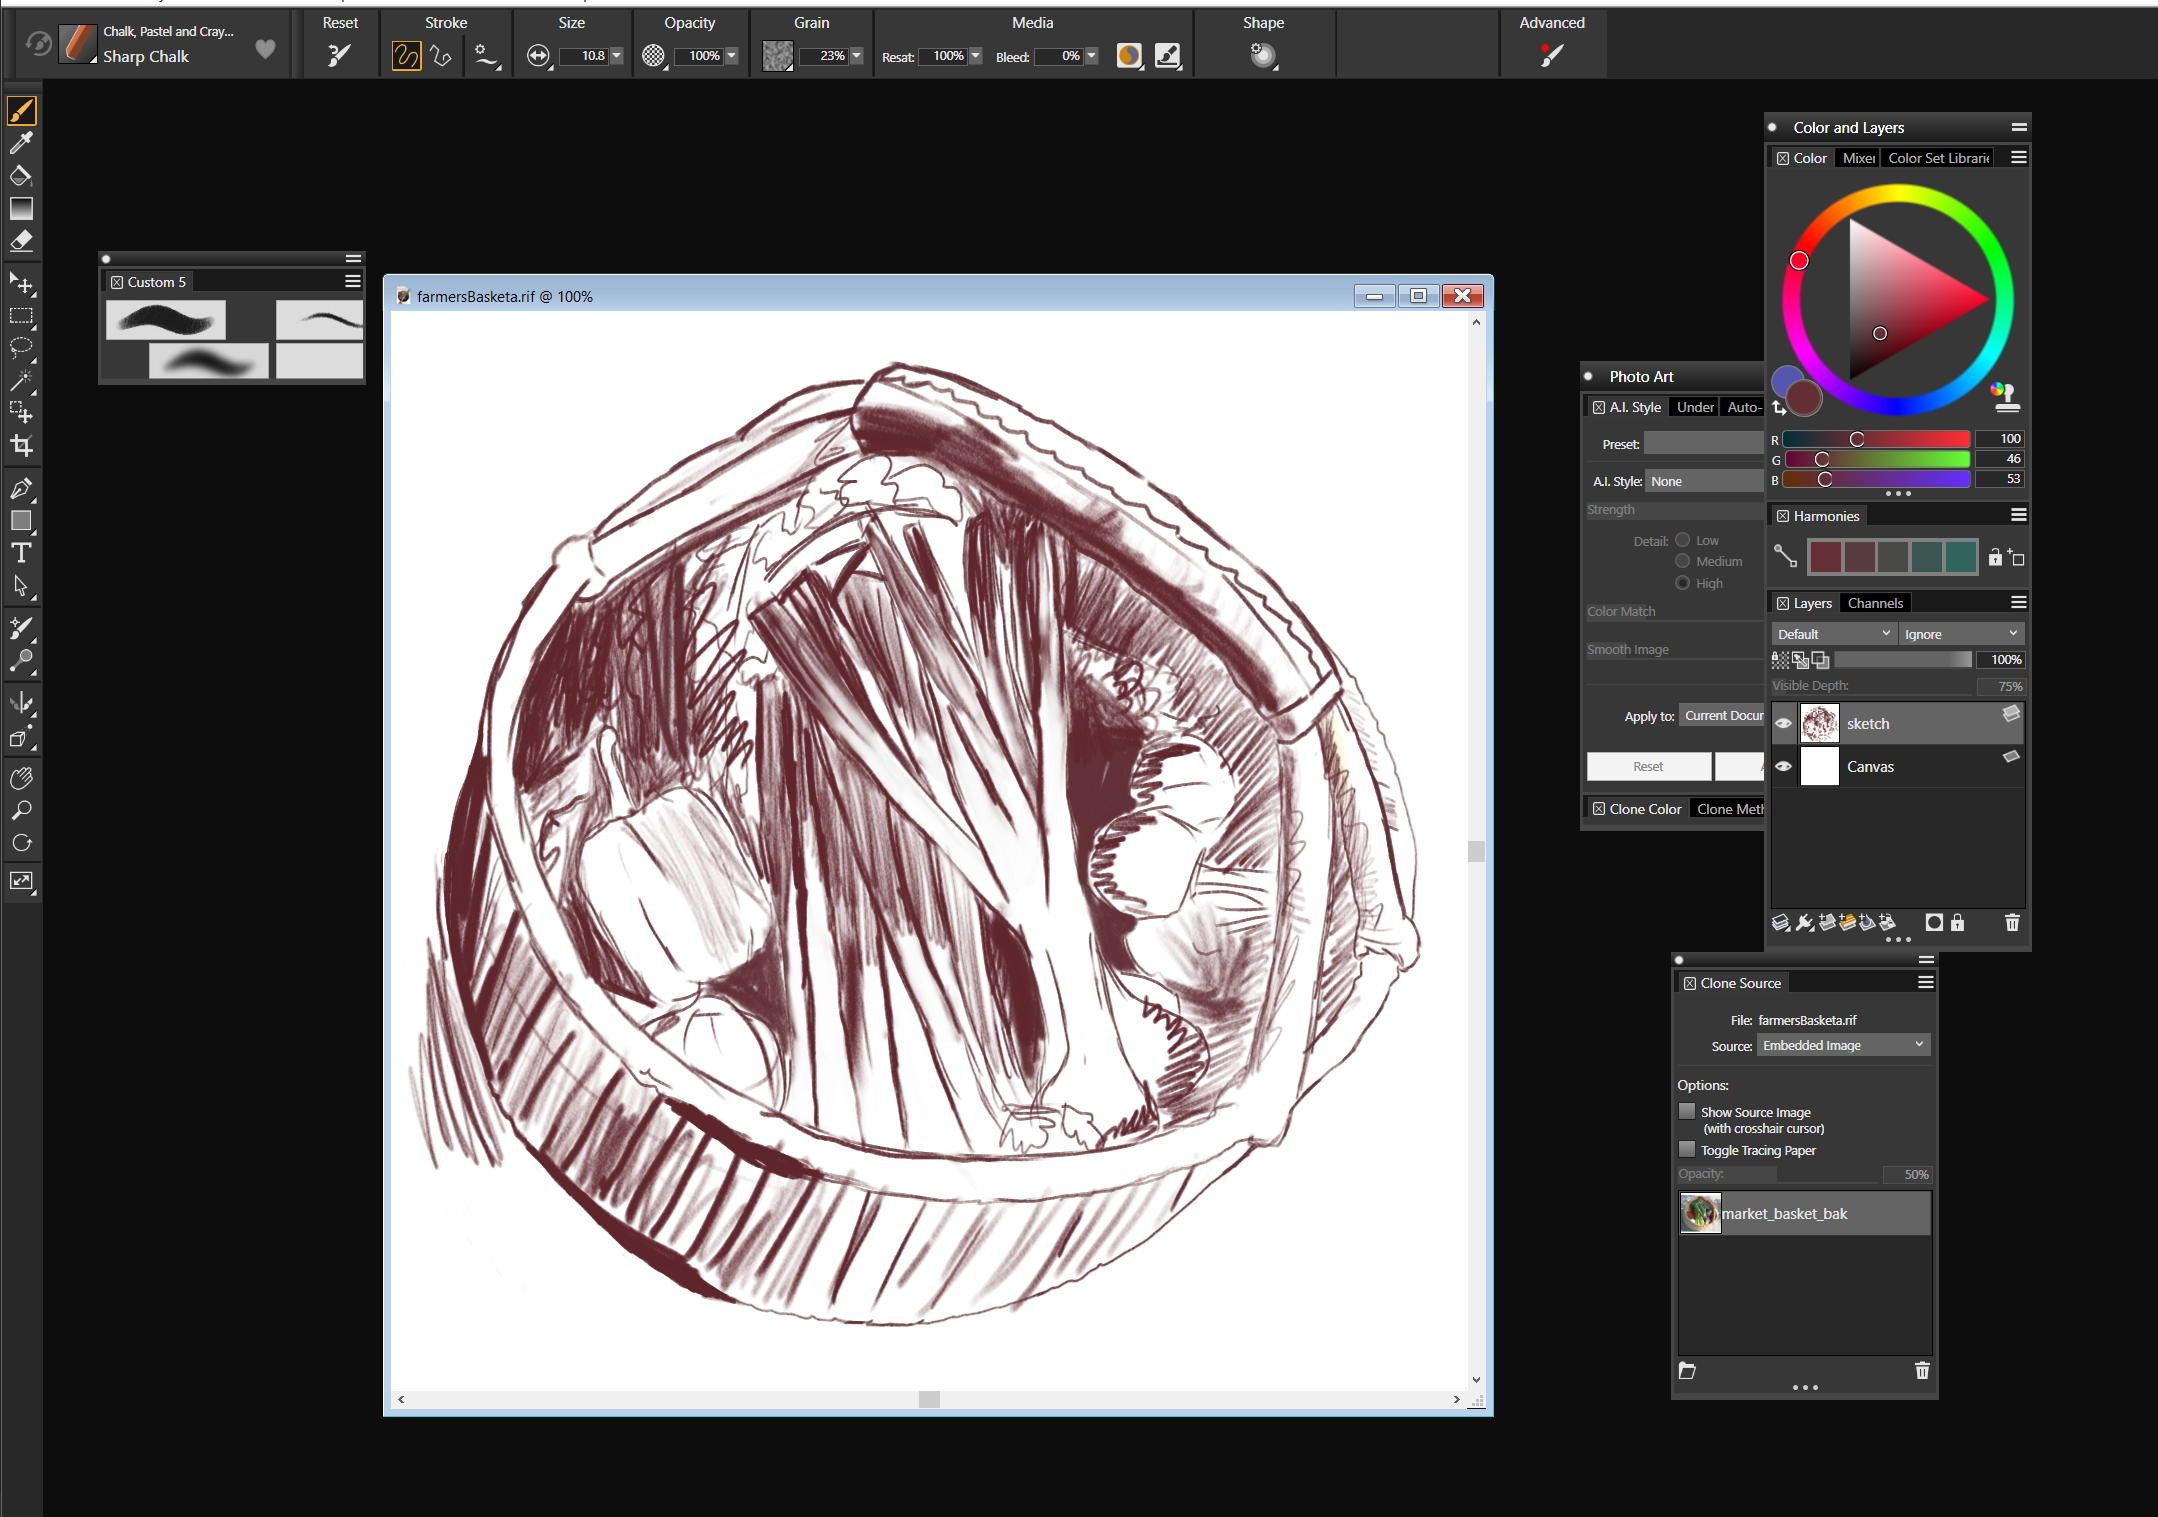 Reset Stroke Size Opacity Grain Media Shape Advanced
Chalk, Pastel and Cray...
Sharp Chalk
10.8 100% 23% Resat: 100% Bleed: 0%
Custom 5
farmersBasketa.rif @ 100%
Photo Art
A.I. Style Under Auto-
Preset:
A.I. Style: None
Strength
Detail: Low
Medium
High
Color Match
Smooth Image
Apply to: Current Docur
Reset
Clone Color Clone Meth
Color and Layers
Color Mixer Color Set Librarie
R 100
G 46
B 53
Harmonies
Layers Channels
Default Ignore
100%
Visible Depth: 75%
sketch
Canvas
Clone Source
File: farmersBasketa.rif
Source: Embedded Image
Options:
Show Source Image
(with crosshair cursor)
Toggle Tracing Paper
Opacity: 50%
market_basket_bak